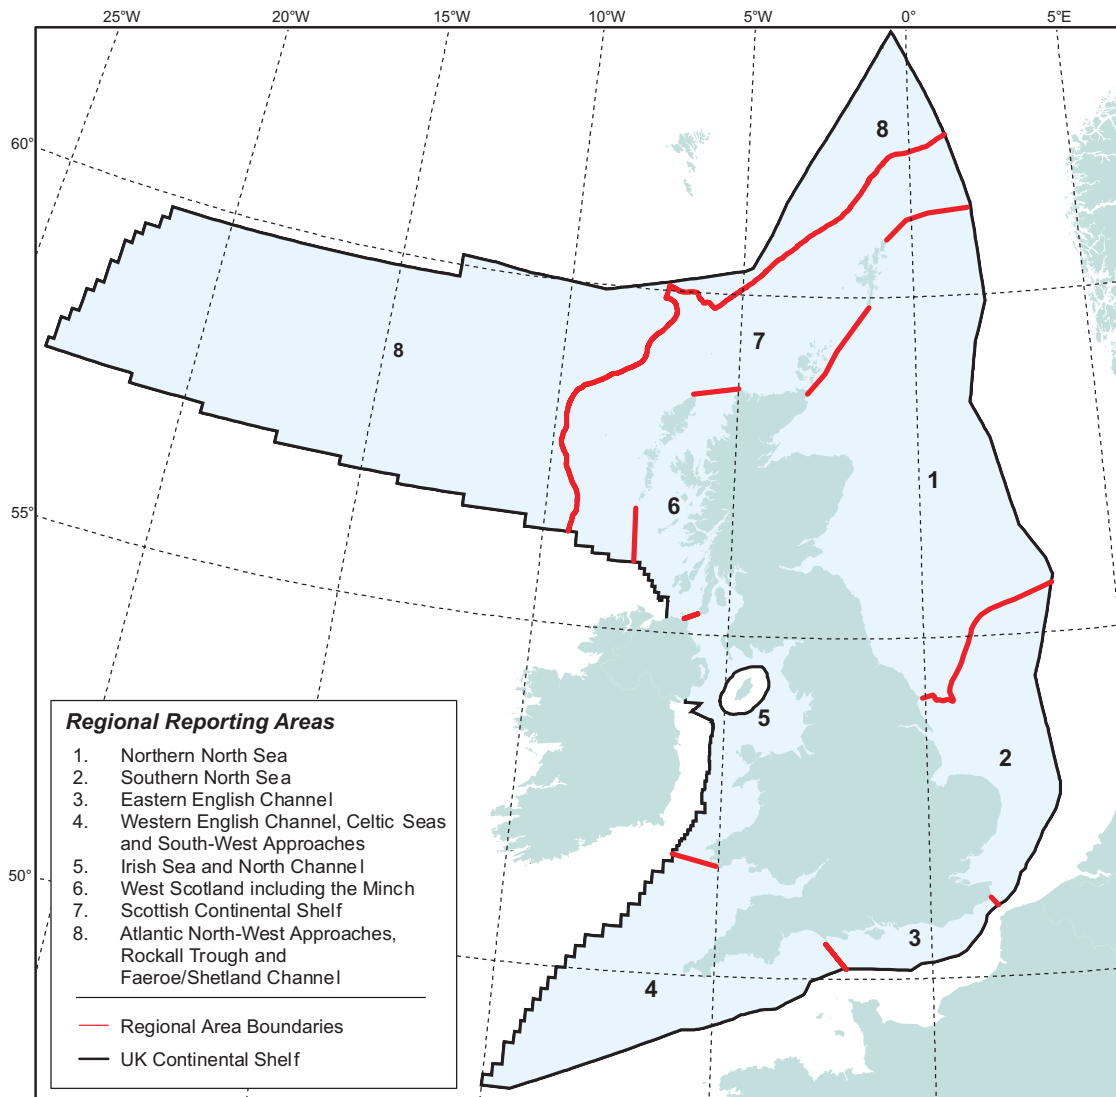 25°W 20°W 15°W 10°W 5°W 0° 5°E
8
60°
7
8
1
6
55°
5
2
Regional Reporting Areas
1. Northern North Sea
2. Southern North Sea
3. Eastern English Channel
4. Western English Channel, Celtic Seas
and South-West Approaches
5. Irish Sea and North Channel
6. West Scotland including the Minch
7. Scottish Continental Shelf
8. Atlantic North-West Approaches,
Rockall Trough and
Faeroe/Shetland Channel
Regional Area Boundaries
UK Continental Shelf
50°
3
4